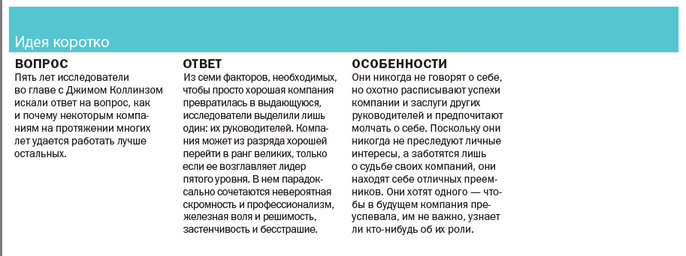 Идея коротко
ВОПРОС
Пять лет исследователи
во главе с Джимом Коллинзом
искали ответ на вопрос, как
и почему некоторым компа-
ниям на протяжении многих
лет удается работать лучше
остальных.
ОТВЕТ
Из семи факторов, необходимых,
чтобы просто хорошая компания
превратилась в выдающуюся,
исследователи выделили лишь
один: их руководителей. Компа-
ния может из разряда хорошей
перейти в ранг великих, только
если ее возглавляет лидер
пятого уровня. В нем парадок-
сально сочетаются невероятная
скромность и профессионализм,
железная воля и решимость,
застенчивость и бесстрашие.
ОСОБЕННОСТИ
Они никогда не говорят о себе,
но охотно расписывают успехи
компании и заслуги других
руководителей и предпочитают
молчать о себе. Поскольку они
никогда не преследуют личные
интересы, а заботятся лишь
о судьбе своих компаний, они
находят себе отличных преем-
ников. Они хотят одного — что-
бы в будущем компания пре-
успевала, им не важно, узнает
ли кто-нибудь об их роли.